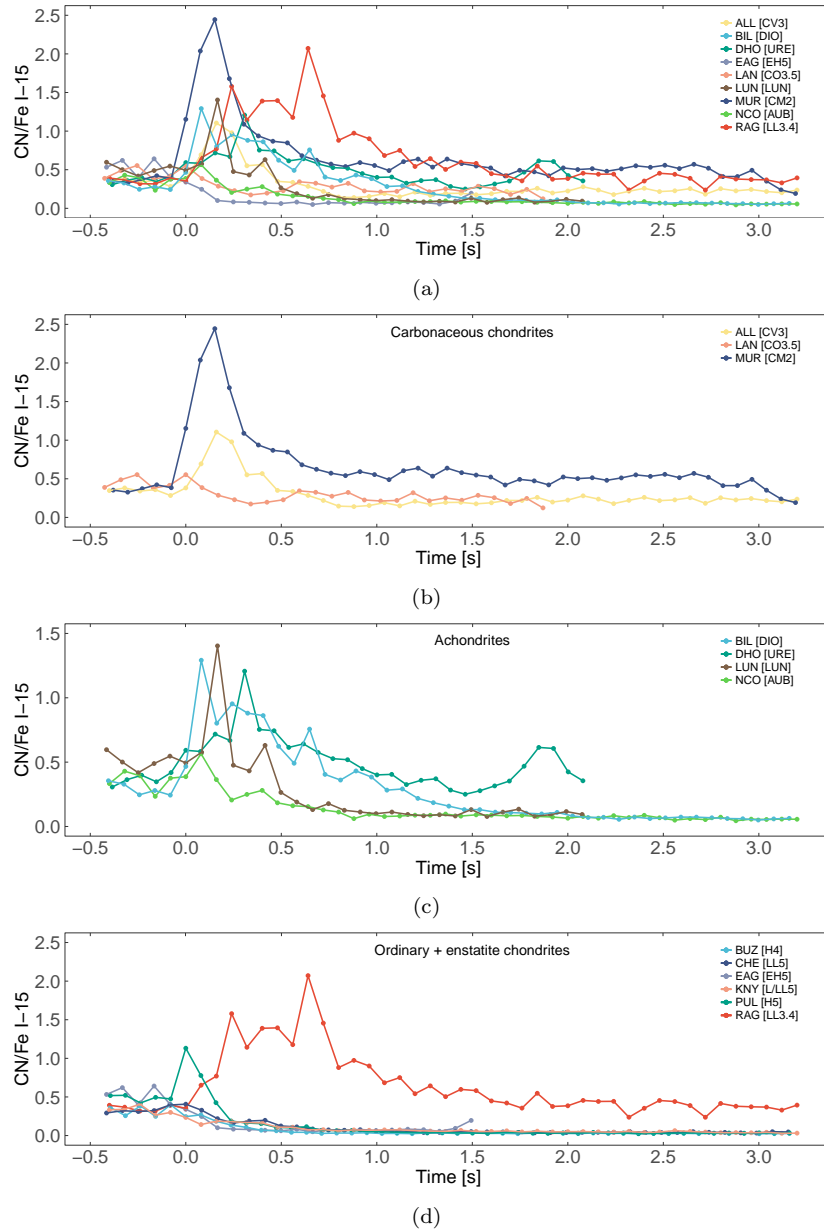 CN/Fe I−15
2.5
2.0
1.5
1.0
0.5
0.0
ALL [CV3]
BIL [DIO]
DHO [URE]
EAG [EH5]
LAN [CO3.5]
LUN [LUN]
MUR [CM2]
NCO [AUB]
RAG [LL3.4]
−0.5 0.0 0.5 1.0 1.5 2.0 2.5 3.0
Time [s]
(a)
Carbonaceous chondrites
CN/Fe I−15
2.5
2.0
1.5
1.0
0.5
0.0
ALL [CV3]
LAN [CO3.5]
MUR [CM2]
−0.5 0.0 0.5 1.0 1.5 2.0 2.5 3.0
Time [s]
(b)
Achondrites
CN/Fe I−15
1.5
1.0
0.5
0.0
BIL [DIO]
DHO [URE]
LUN [LUN]
NCO [AUB]
−0.5 0.0 0.5 1.0 1.5 2.0 2.5 3.0
Time [s]
(c)
Ordinary + enstatite chondrites
CN/Fe I−15
2.5
2.0
1.5
1.0
0.5
0.0
BUZ [H4]
CHE [LL5]
EAG [EH5]
KNY [L/LL5]
PUL [H5]
RAG [LL3.4]
−0.5 0.0 0.5 1.0 1.5 2.0 2.5 3.0
Time [s]
(d)